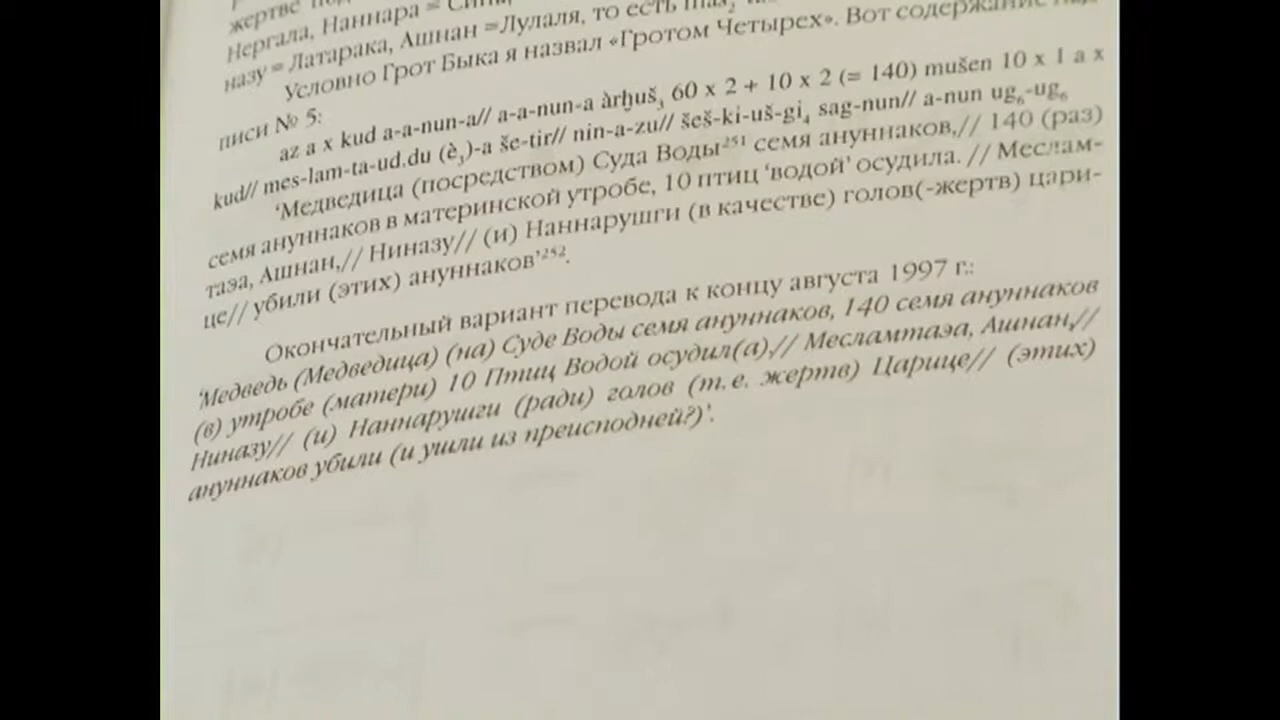 жертве
Нергала, Наннара =
назу = Латарака, Ашнан =Лулаля, то есть
Условно Грот Быка я назвал «Гротом Четырех». Вот содержание
писи № 5:
az a x kud a-a-nun-a// a-a-nun-a àrḫuš₃ 60 x 2 + 10 x 2 (= 140) mušen 10 x 1 a x
kud// mes-lam-ta-ud.du (è₃)-a še-tir// nin-a-zu// šeš-ki-uš-gi₄ sag-nun// a-nun ug₆-ug₆
‘Медведица (посредством) Суда Воды²⁵¹ семя ануннаков,// 140 (раз)
семя ануннаков в материнской утробе, 10 птиц ‘водой’ осудила. // Меслам-
таэа, Ашнан,// Ниназу// (и) Наннарушги (в качестве) голов(-жертв) цари-
це// убили (этих) ануннаков’²⁵².
Окончательный вариант перевода к концу августа 1997 г.:
‘Медведь (Медведица) (на) Суде Воды семя ануннаков, 140 семя ануннаков
(в) утробе (матери) 10 Птиц Водой осудил(а),// Месламтаэа, Ашнан,//
Ниназу// (и) Наннарушги (ради) голов (т. е. жертв) Царице// (этих)
ануннаков убили (и ушли из преисподней?)’.